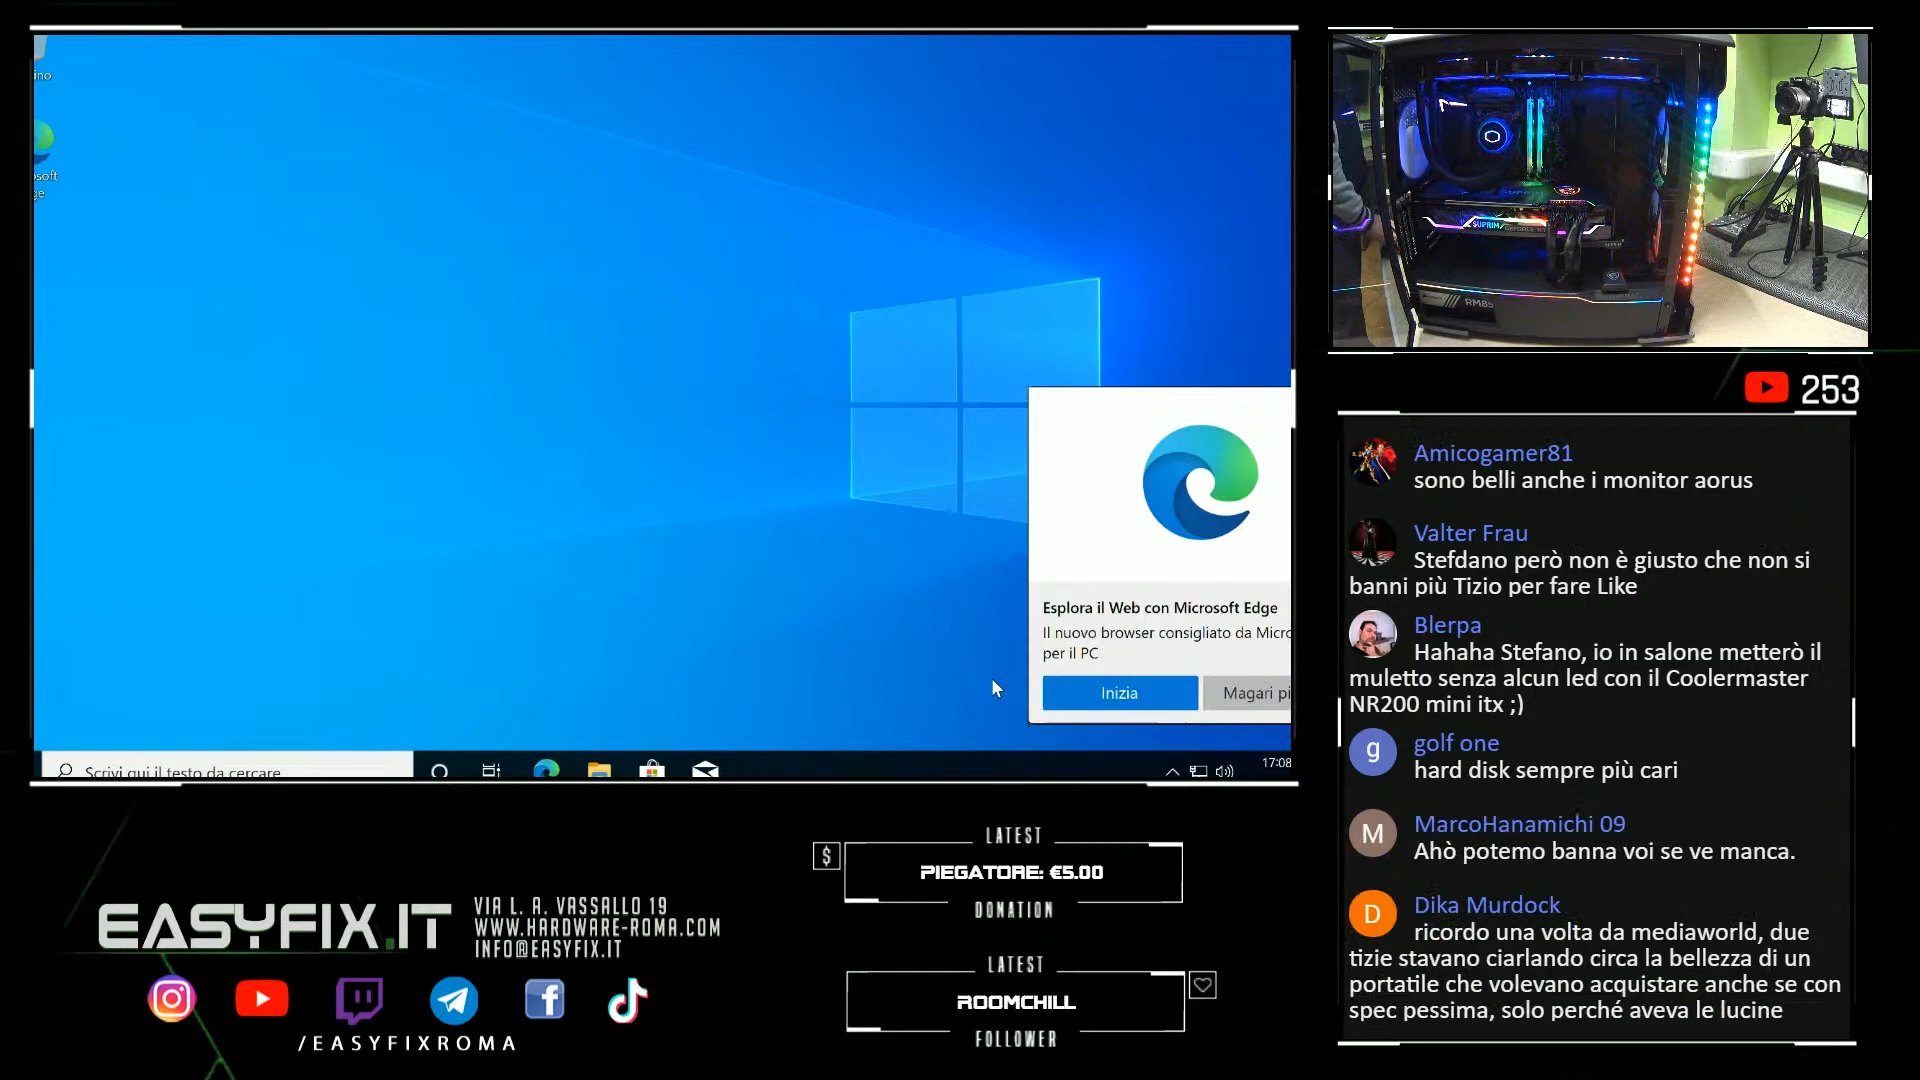 ino
osoft
ge
Esplora il Web con Microsoft Edge
Il nuovo browser consigliato da Micro
per il PC
Inizia
Magari pi
Scrivi qui il testo da cercare
17:08
SUPRIM
GEFORCE RT
RM85
253
Amicogamer81
sono belli anche i monitor aorus
Valter Frau
Stefdano però non è giusto che non si
banni più Tizio per fare Like
Blerpa
Hahaha Stefano, io in salone metterò il
muletto senza alcun led con il Coolermaster
NR200 mini itx ;)
g
golf one
hard disk sempre più cari
M
MarcoHanamichi 09
Ahò potemo banna voi se ve manca.
D
Dika Murdock
ricordo una volta da mediaworld, due
tizie stavano ciarlando circa la bellezza di un
portatile che volevano acquistare anche se con
spec pessima, solo perché aveva le lucine
EASYFIX.IT
VIA L. A. VASSALLO 19
WWW.HARDWARE-ROMA.COM
INFO@EASYFIX.IT
/EASYFIXROMA
$
LATEST
PIEGATORE: €5.00
DONATION
LATEST
ROOMCHILL
FOLLOWER